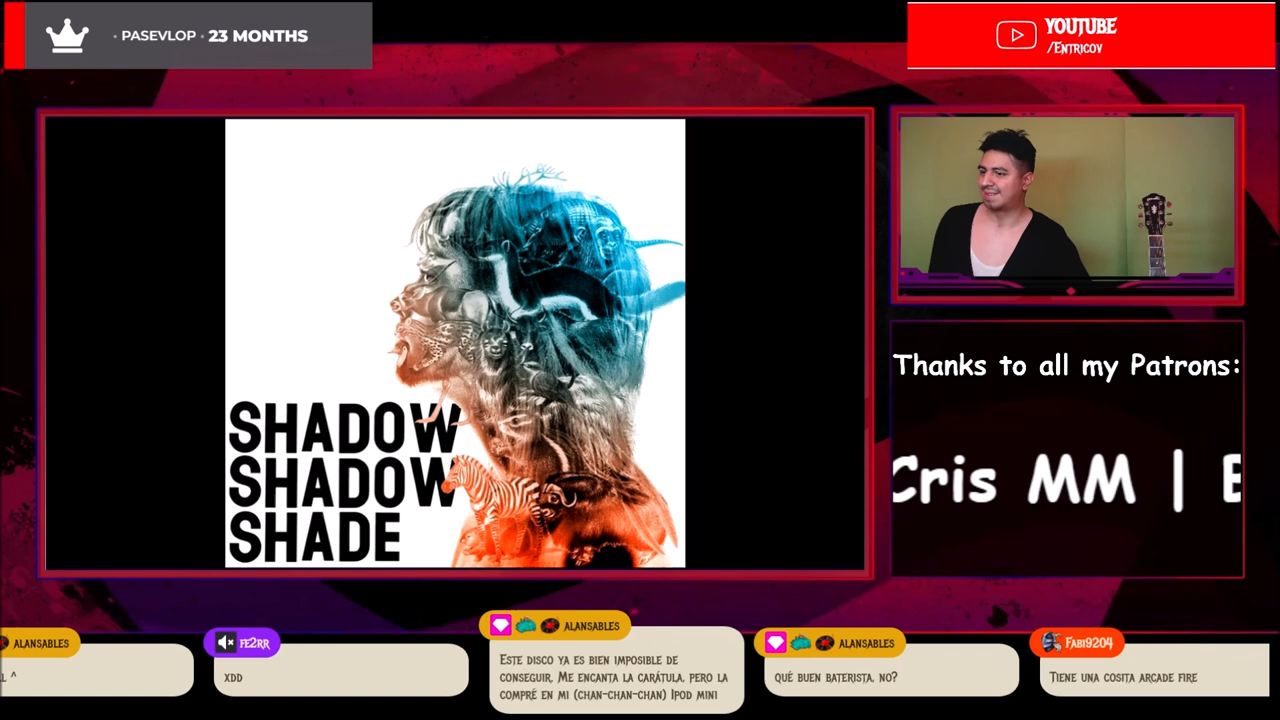 • PASEVLOP • 23 MONTHS
YOUTUBE
/ENTRICOV
SHADOW
SHADOW
SHADE
Thanks to all my Patrons:
Cris MM |
ALANSABLES
L ^
FE2RR
XDD
ALANSABLES
ESTE DISCO YA ES BIEN IMPOSIBLE DE
CONSEGUIR, ME ENCANTA LA CARÁTULA, PERO LA
COMPRÉ EN MI (CHAN-CHAN-CHAN) IPOD MINI
ALANSABLES
QUÉ BUEN BATERISTA, NO?
FABI9204
TIENE UNA COSITA ARCADE FIRE